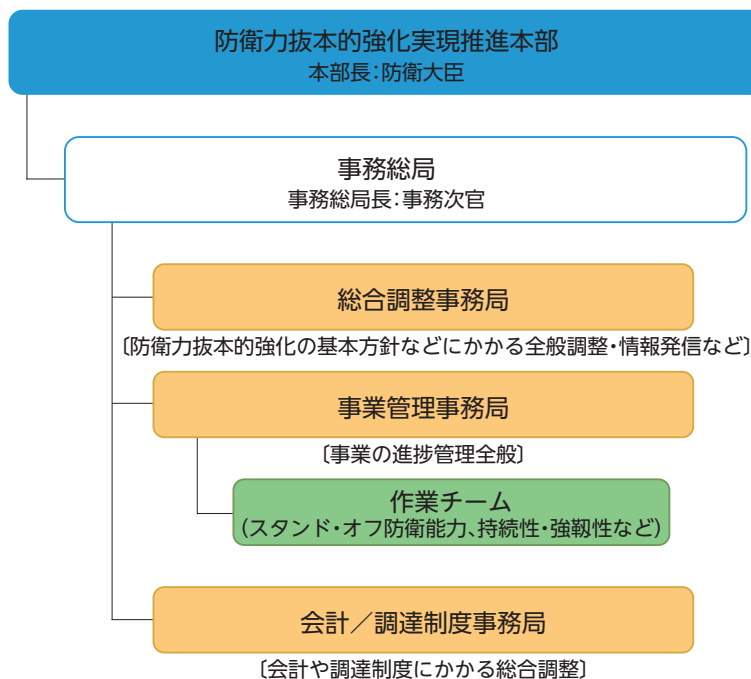 防衛力抜本的強化実現推進本部
本部長:防衛大臣
事務総局
事務総局長:事務次官
総合調整事務局
〔防衛力抜本的強化の基本方針などにかかる全般調整・情報発信など〕
事業管理事務局
〔事業の進捗管理全般〕
作業チーム
(スタンド・オフ防衛能力、持続性・強靱性など)
会計/調達制度事務局
〔会計や調達制度にかかる総合調整〕